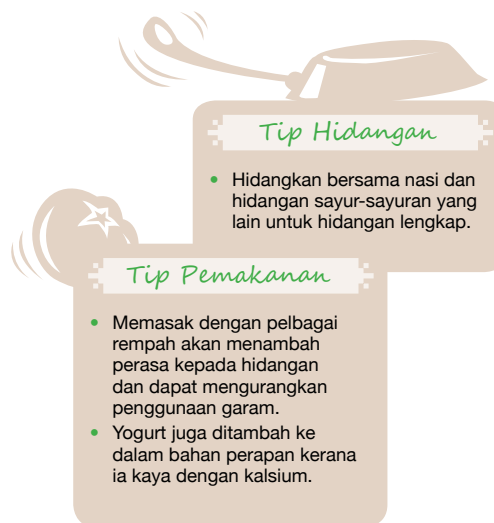 Tip Hidangan
• Hidangkan bersama nasi dan
hidangan sayur-sayuran yang
lain untuk hidangan lengkap.
Tip Pemakanan
• Memasak dengan pelbagai
rempah akan menambah
perasa kepada hidangan
dan dapat mengurangkan
penggunaan garam.
• Yogurt juga ditambah ke
dalam bahan perapan kerana
ia kaya dengan kalsium.